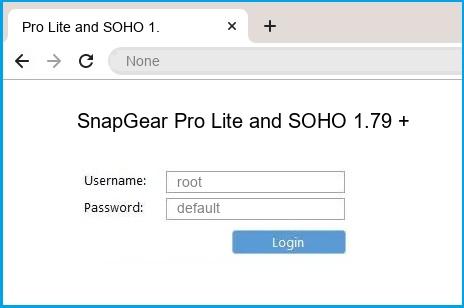 Pro Lite and SOHO 1.
None
SnapGear Pro Lite and SOHO 1.79 +
Username: root
Password: default
Login